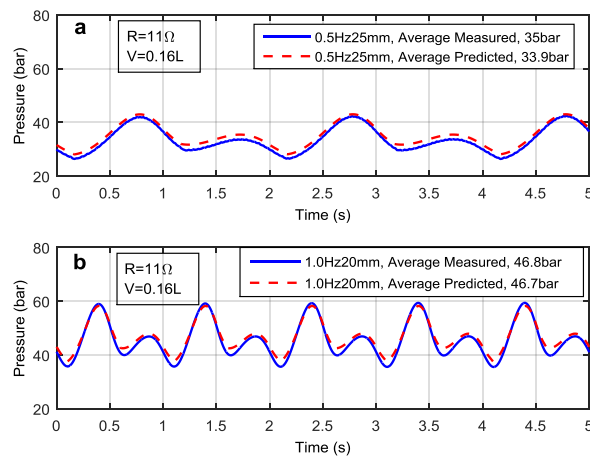 a
R=11Ω
V=0.16L
0.5Hz25mm, Average Measured, 35bar
0.5Hz25mm, Average Predicted, 33.9bar
Pressure (bar)
80
60
40
20
0 0.5 1 1.5 2 2.5 3 3.5 4 4.5 5
Time (s)
b
R=11Ω
V=0.16L
1.0Hz20mm, Average Measured, 46.8bar
1.0Hz20mm, Average Predicted, 46.7bar
Pressure (bar)
80
60
40
20
0 0.5 1 1.5 2 2.5 3 3.5 4 4.5 5
Time (s)